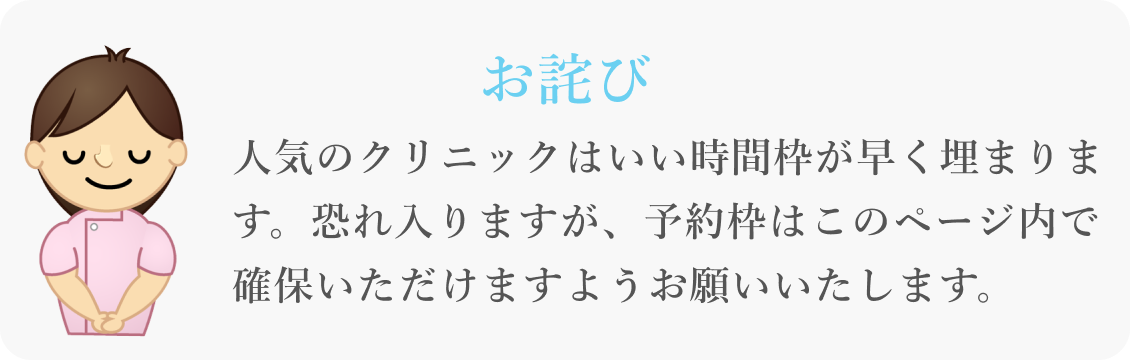 お詫び
人気のクリニックはいい時間枠が早く埋まりま
す。恐れ入りますが、予約枠はこのページ内で
確保いただけますようお願いいたします。